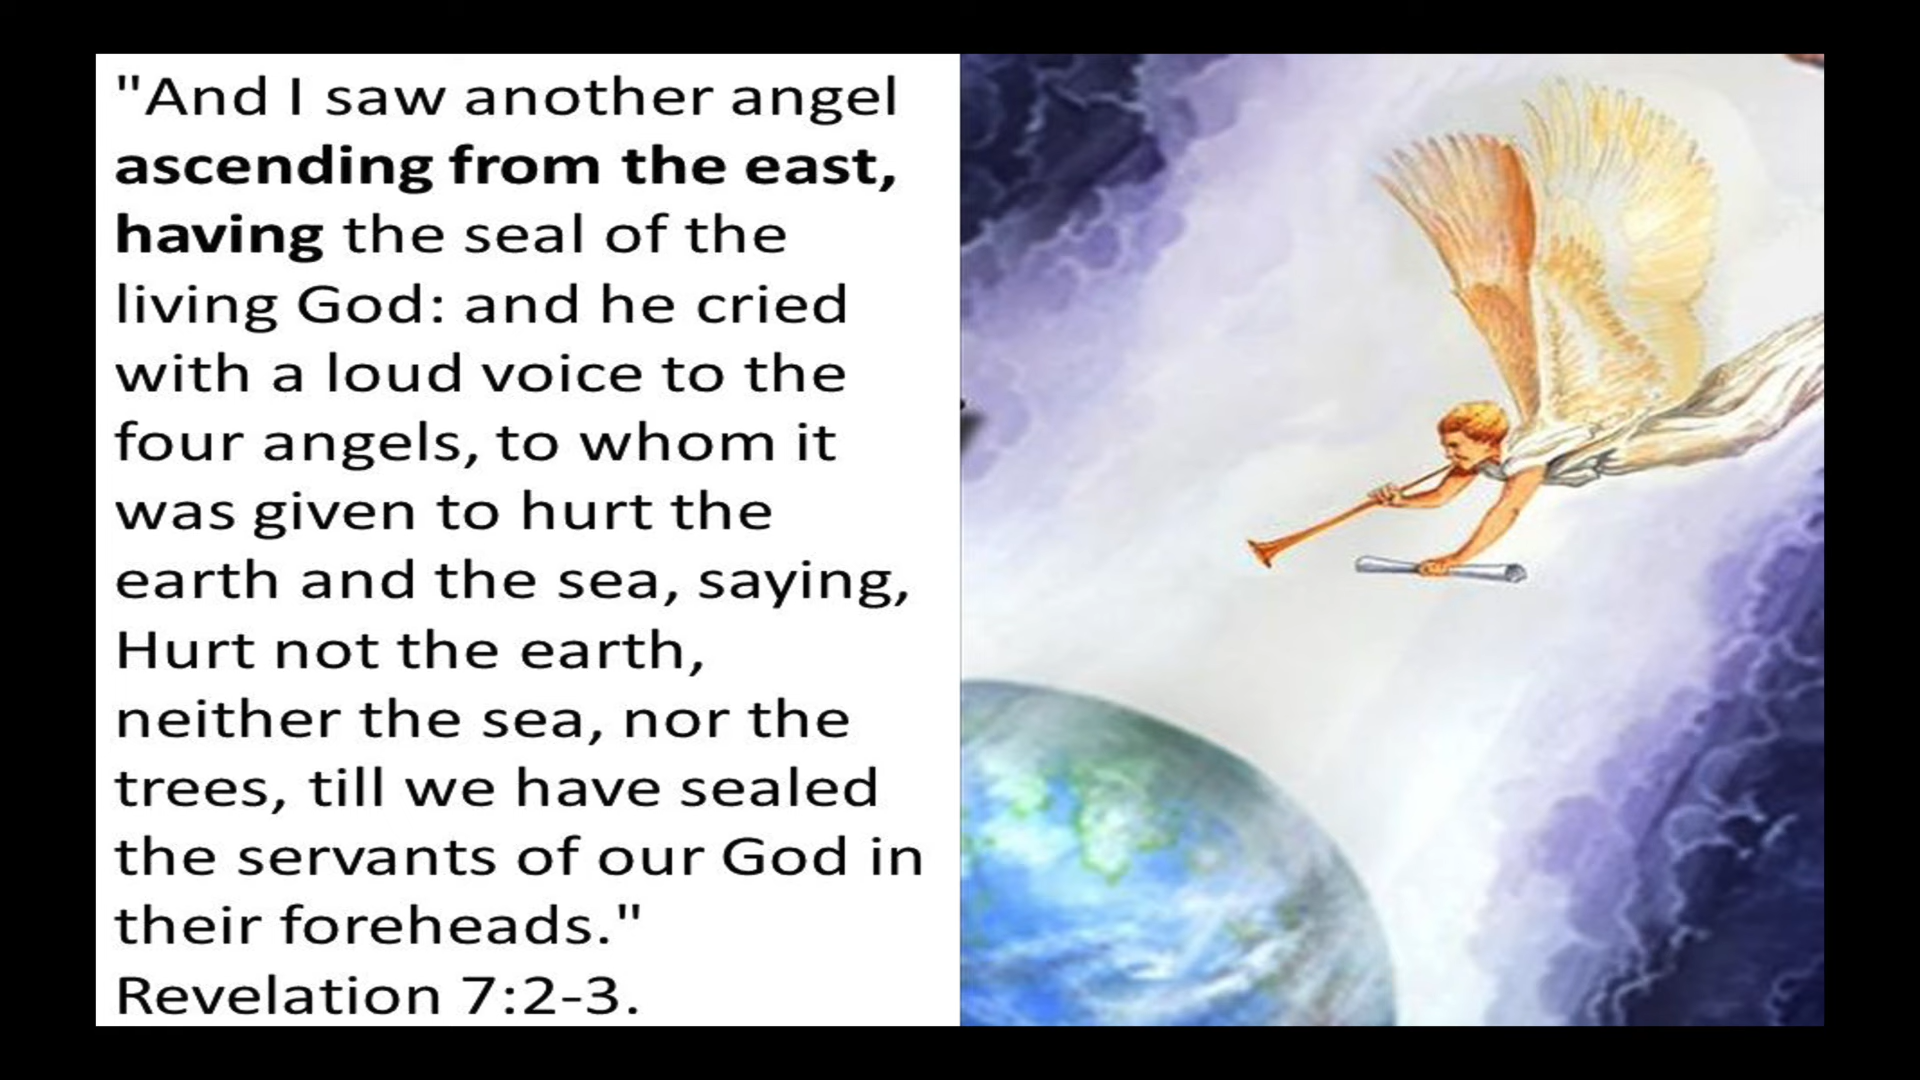 "And I saw another angel
ascending from the east,
having the seal of the
living God: and he cried
with a loud voice to the
four angels, to whom it
was given to hurt the
earth and the sea, saying,
Hurt not the earth,
neither the sea, nor the
trees, till we have sealed
the servants of our God in
their foreheads."
Revelation 7:2-3.